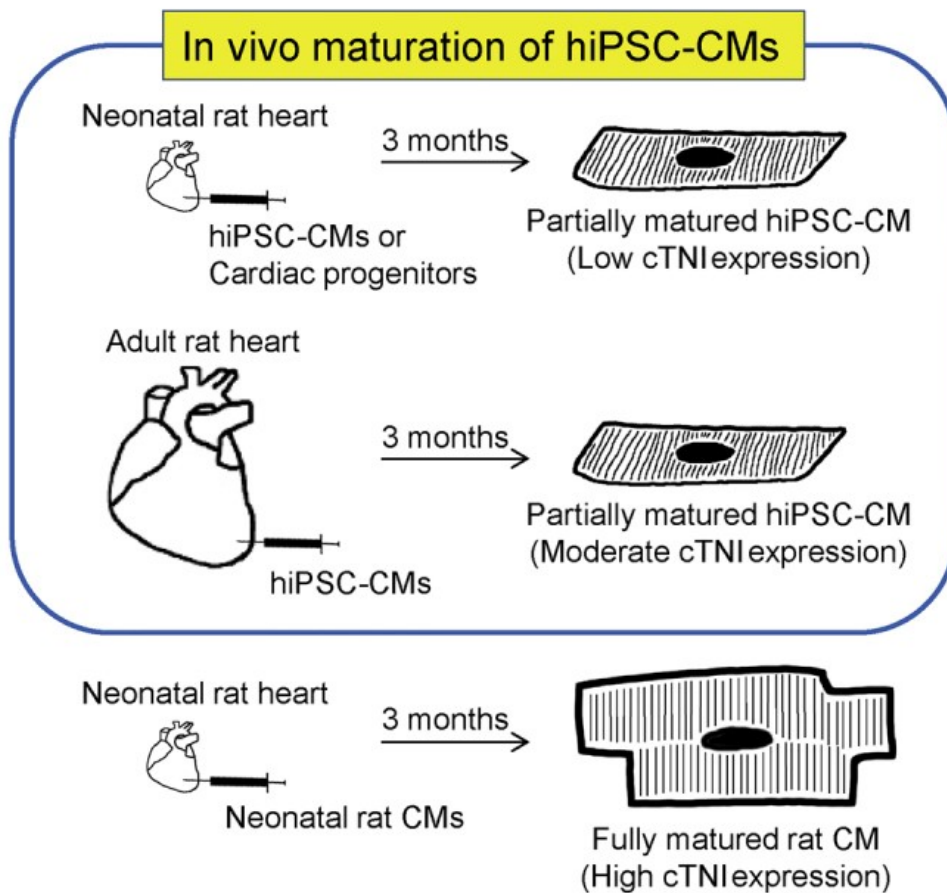 In vivo maturation of hiPSC-CMs
Neonatal rat heart
3 months
hiPSC-CMs or
Cardiac progenitors
Partially matured hiPSC-CM
(Low cTNI expression)
Adult rat heart
3 months
hiPSC-CMs
Partially matured hiPSC-CM
(Moderate cTNI expression)
Neonatal rat heart
3 months
Neonatal rat CMs
Fully matured rat CM
(High cTNI expression)